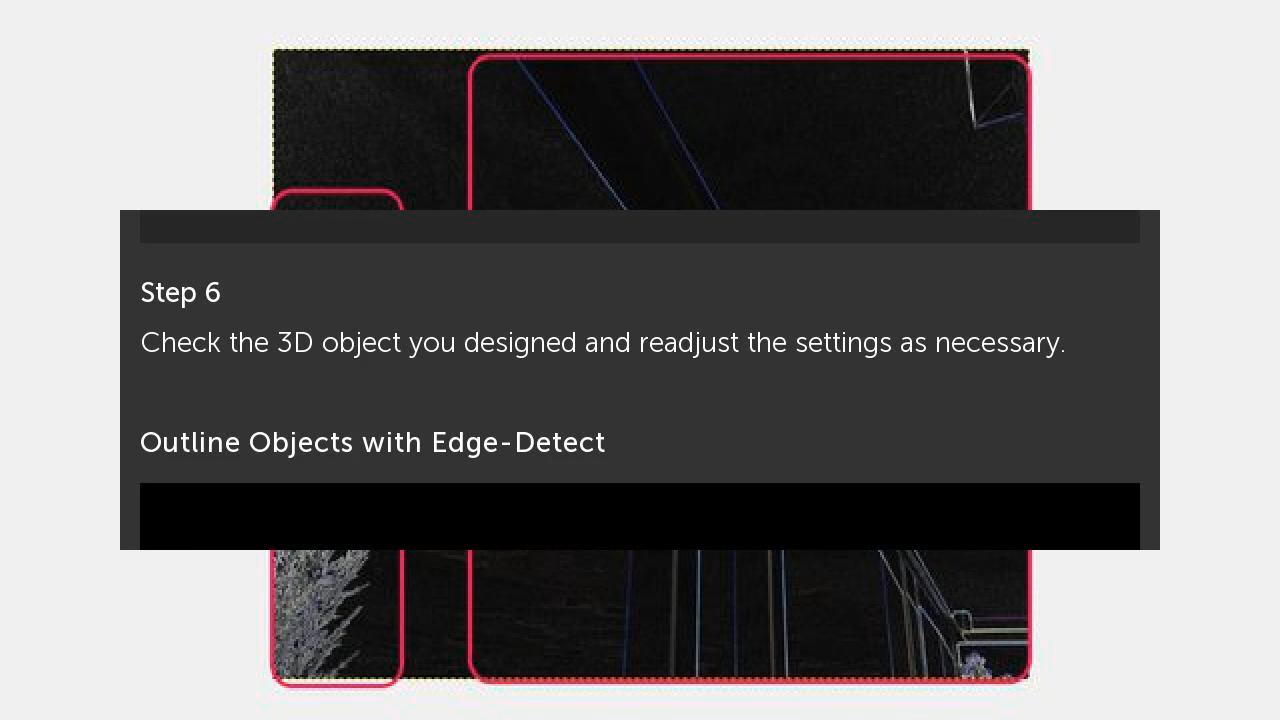 Step 6
Check the 3D object you designed and readjust the settings as necessary.
Outline Objects with Edge-Detect